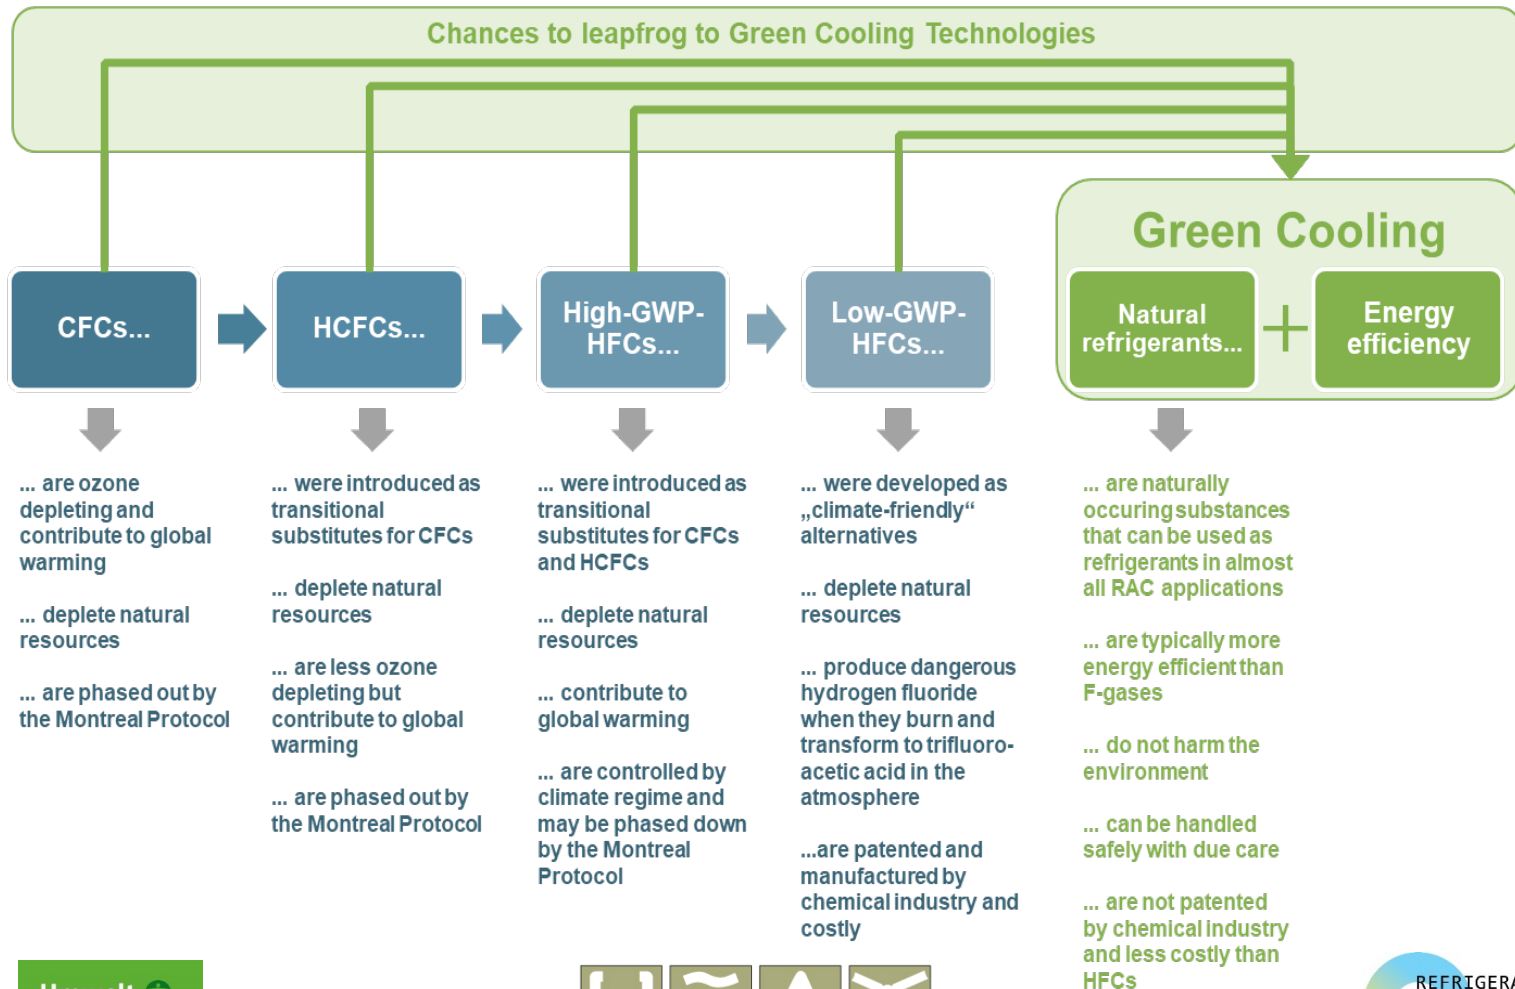 Chances to leapfrog to Green Cooling Technologies
Green Cooling
CFCs...
HCFCs...
High-GWP-
HFCs...
Low-GWP-
HFCs...
Natural
refrigerants...
+
Energy
efficiency
... are ozone
depleting and
contribute to global
warming
... deplete natural
resources
... are phased out by
the Montreal Protocol
... were introduced as
transitional
substitutes for CFCs
... deplete natural
resources
... are less ozone
depleting but
contribute to global
warming
... are phased out by
the Montreal Protocol
... were introduced as
transitional
substitutes for CFCs
and HCFCs
... deplete natural
resources
... contribute to
global warming
... are controlled by
climate regime and
may be phased down
by the Montreal
Protocol
... were developed as
„climate-friendly“
alternatives
... deplete natural
resources
... produce dangerous
hydrogen fluoride
when they burn and
transform to trifluoro-
acetic acid in the
atmosphere
...are patented and
manufactured by
chemical industry and
costly
... are naturally
occuring substances
that can be used as
refrigerants in almost
all RAC applications
... are typically more
energy efficient than
F-gases
... do not harm the
environment
... can be handled
safely with due care
... are not patented
by chemical industry
and less costly than
HFCs
REFRIGERA